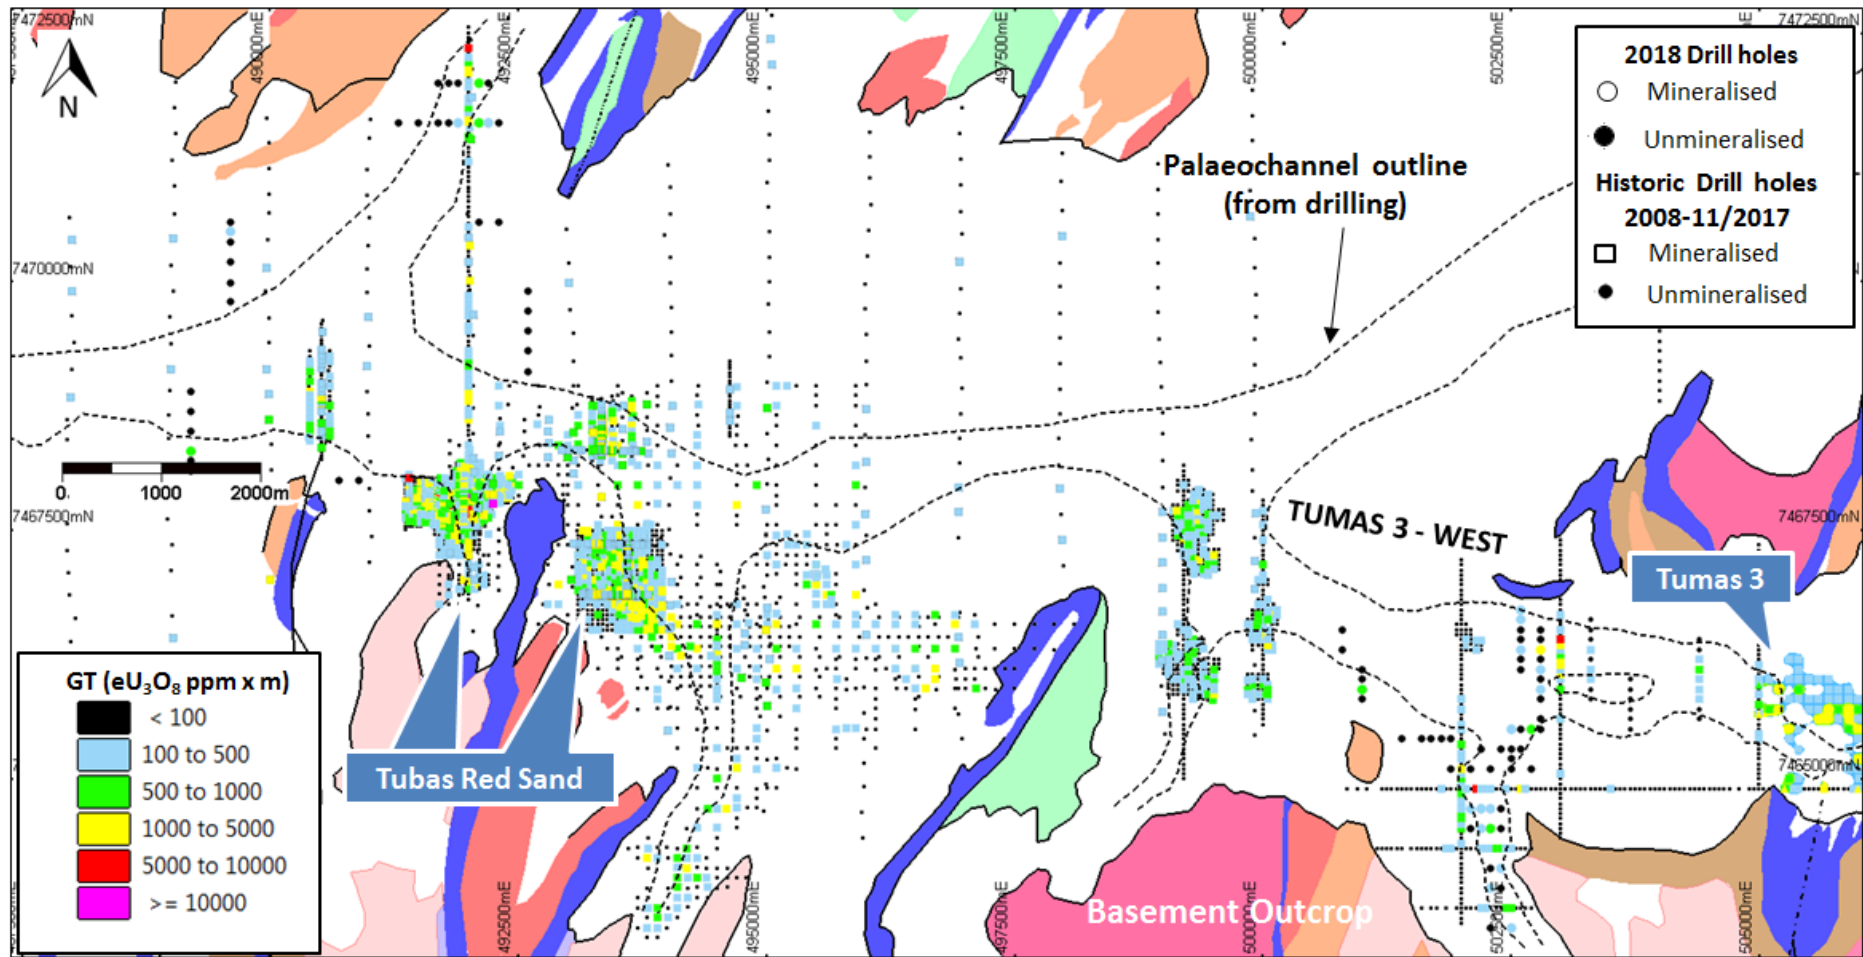 7472500mN
490000mE
492500mE
495000mE
497500mE
500000mE
502500mE
7472500mN
N
2018 Drill holes
Mineralised
Unmineralised
Historic Drill holes
2008-11/2017
Mineralised
Unmineralised
Palaeochannel outline
(from drilling)
7470000mN
0
1000
2000m
7467500mN
TUMAS 3 - WEST
7467500mN
Tumas 3
GT (eU₃O₈ ppm x m)
< 100
100 to 500
500 to 1000
1000 to 5000
5000 to 10000
>= 10000
Tubas Red Sand
7465000mN
Basement Outcrop
492500mE
495000mE
497500mE
500000mE
502500mE
505000mE